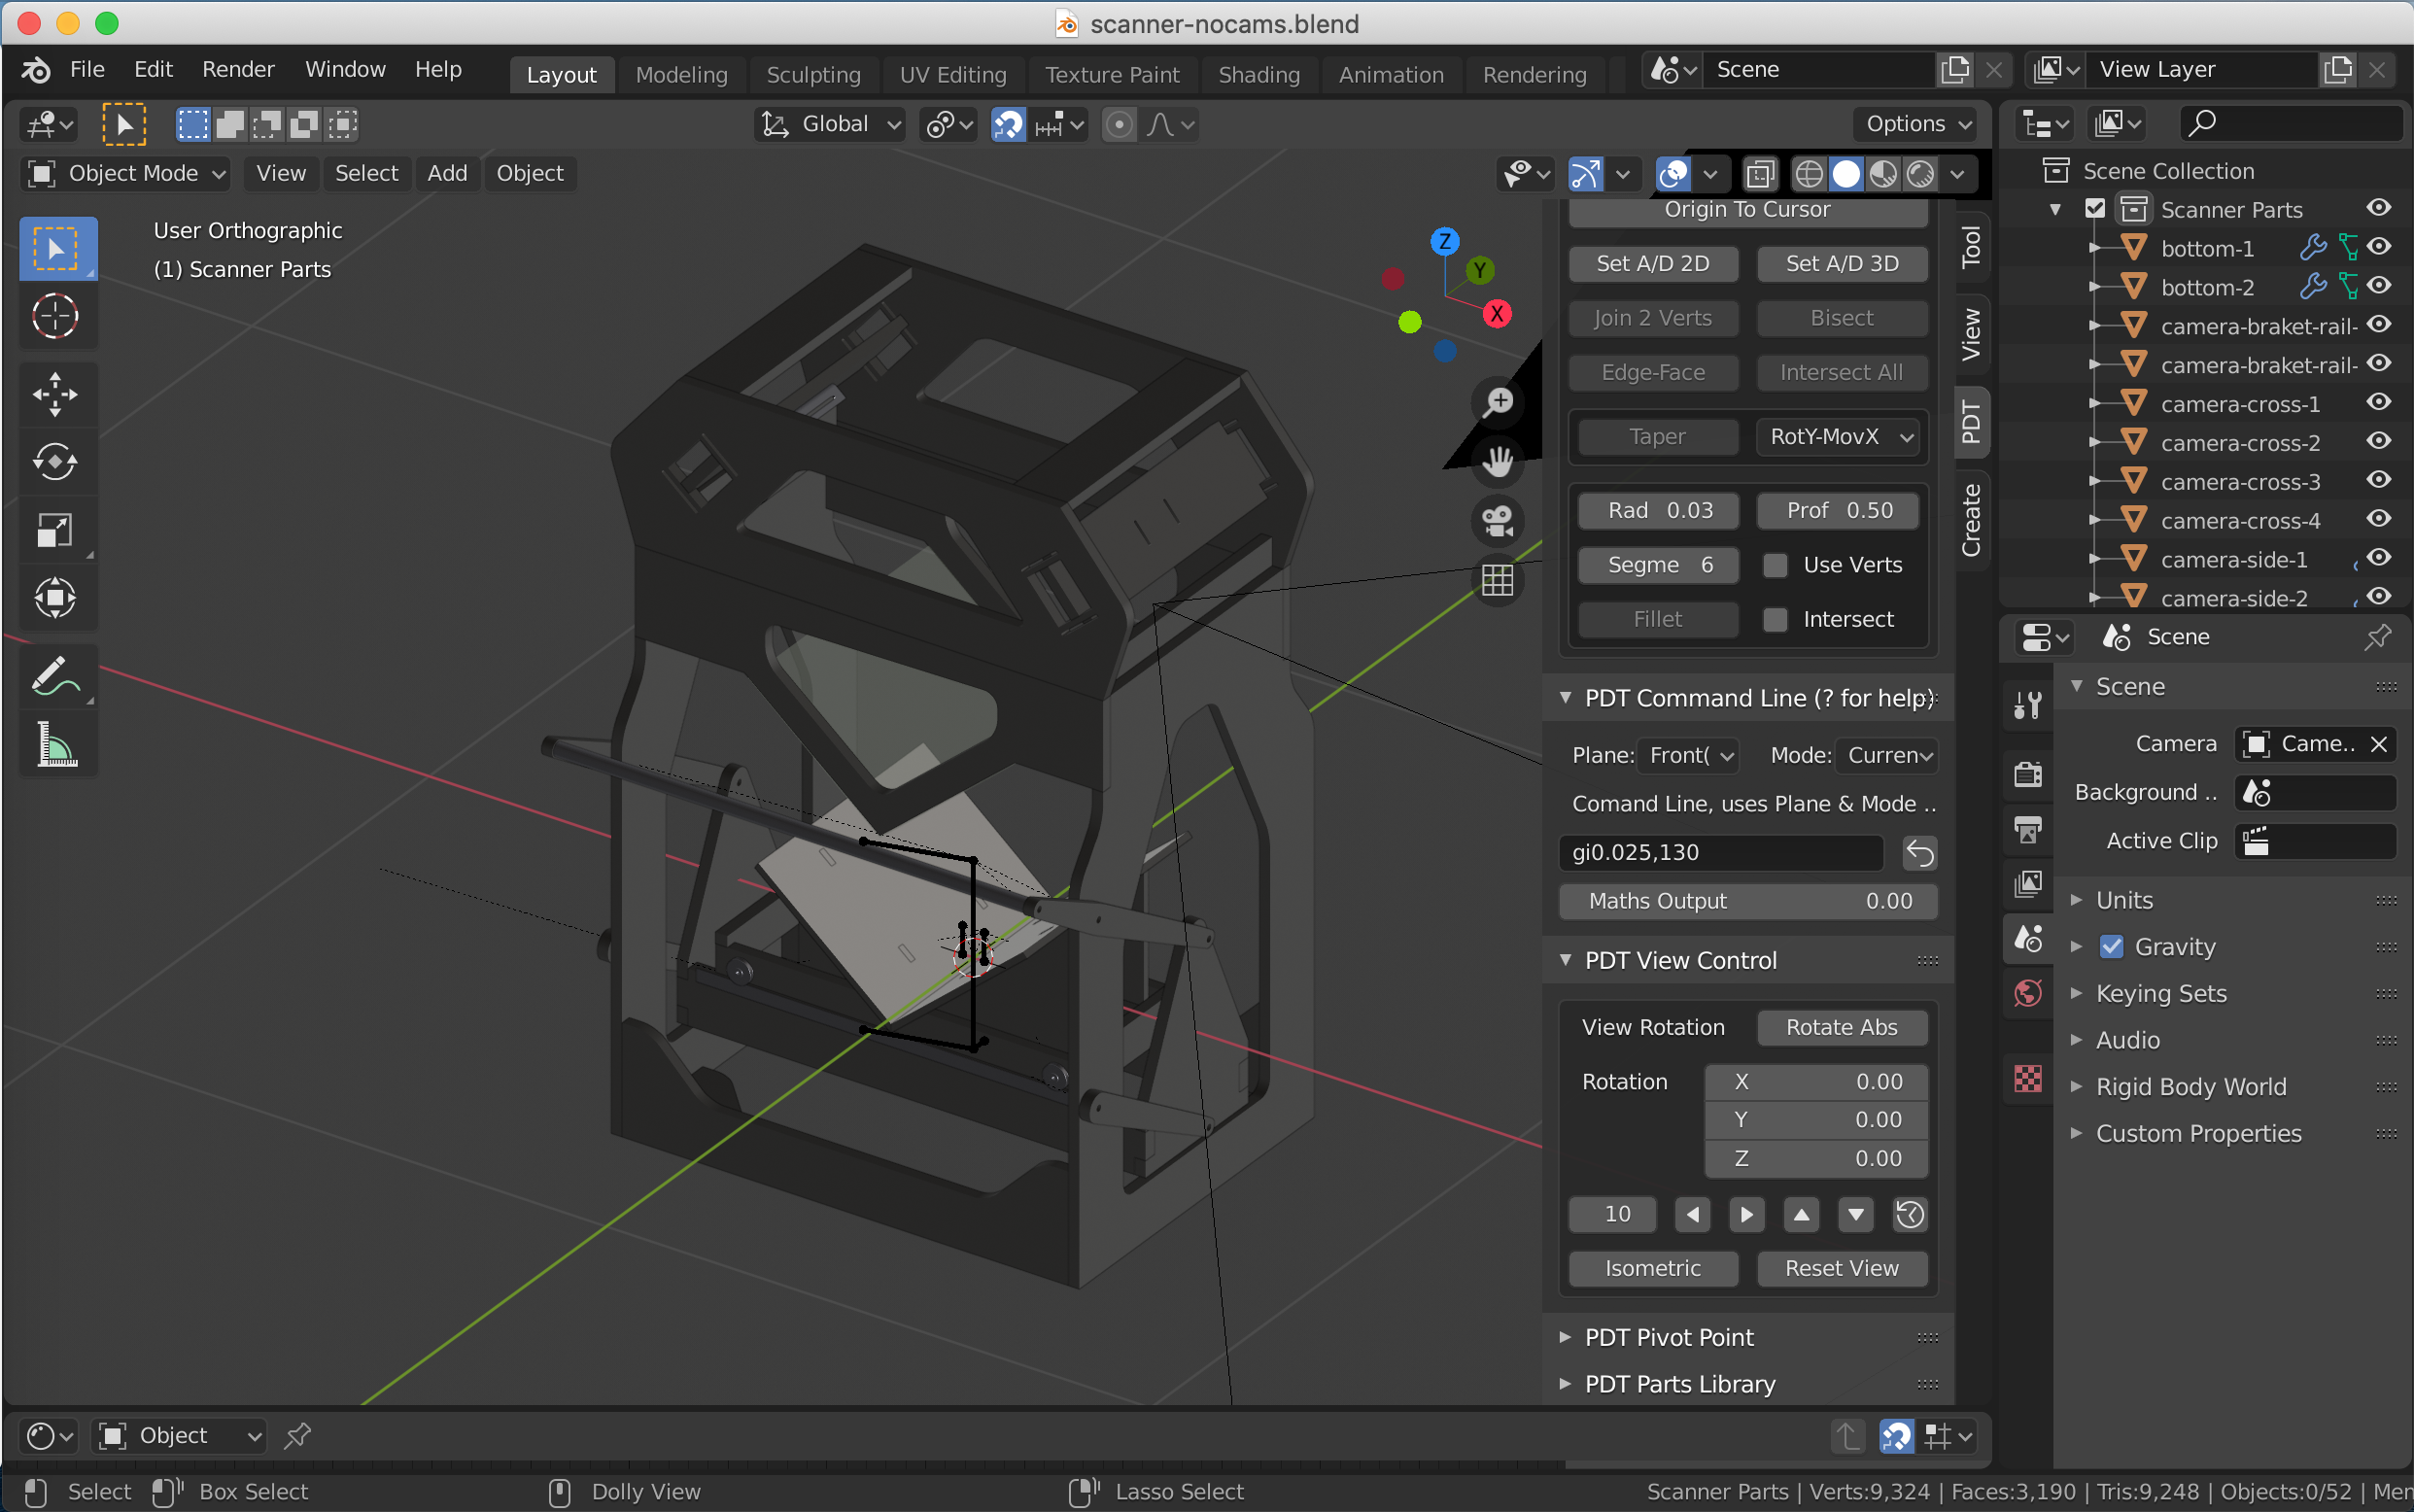 scanner-nocams.blend
File Edit Render Window Help
Layout Modeling Sculpting UV Editing Texture Paint Shading Animation Rendering
Scene
View Layer
Global
Options
Object Mode View Select Add Object
User Orthographic
(1) Scanner Parts
Z
Y
X
Origin To Cursor
Set A/D 2D Set A/D 3D
Join 2 Verts Bisect
Edge-Face Intersect All
Taper RotY-MovX
Rad 0.03 Prof 0.50
Segme 6 Use Verts
Fillet Intersect
PDT Command Line (? for help)
Plane: Front( Mode: Curren
Comand Line, uses Plane & Mode ..
gi0.025,130
Maths Output 0.00
PDT View Control
View Rotation Rotate Abs
Rotation X 0.00
Y 0.00
Z 0.00
10
Isometric Reset View
PDT Pivot Point
PDT Parts Library
Tool
View
PDT
Create
Scene Collection
Scanner Parts
bottom-1
bottom-2
camera-braket-rail-
camera-braket-rail-
camera-cross-1
camera-cross-2
camera-cross-3
camera-cross-4
camera-side-1
camera-side-2
Scene
Scene
Camera Came..
Background ..
Active Clip
Units
Gravity
Keying Sets
Audio
Rigid Body World
Custom Properties
Object
Select Box Select Dolly View Lasso Select
Scanner Parts | Verts:9,324 | Faces:3,190 | Tris:9,248 | Objects:0/52 | Mer